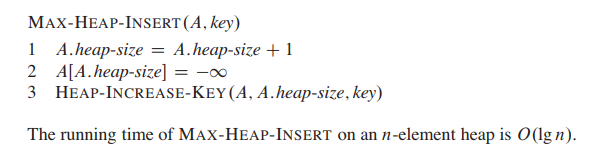 MAX-HEAP-INSERT(A, key)
1 A.heap-size = A.heap-size + 1
2 A[A.heap-size] = −∞
3 HEAP-INCREASE-KEY(A, A.heap-size, key)
The running time of MAX-HEAP-INSERT on an n-element heap is O(lg n).